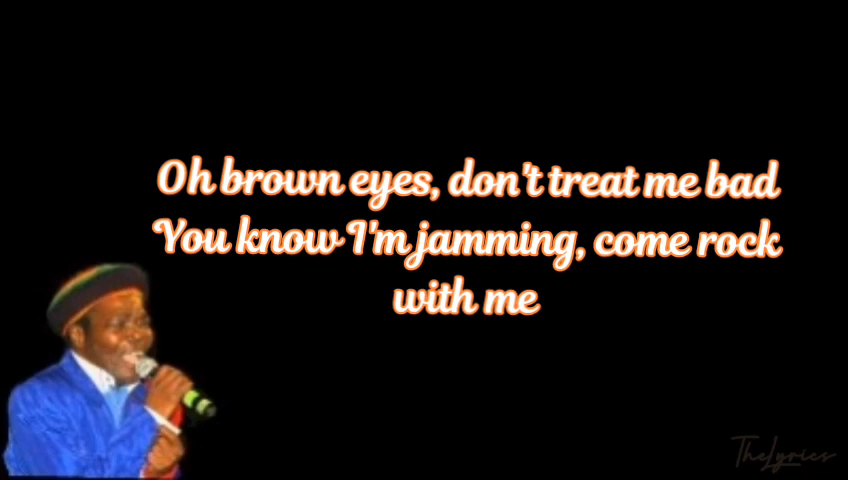 Oh brown eyes, don't treat me bad
You know I'm jamming, come rock
with me
TheLyrics